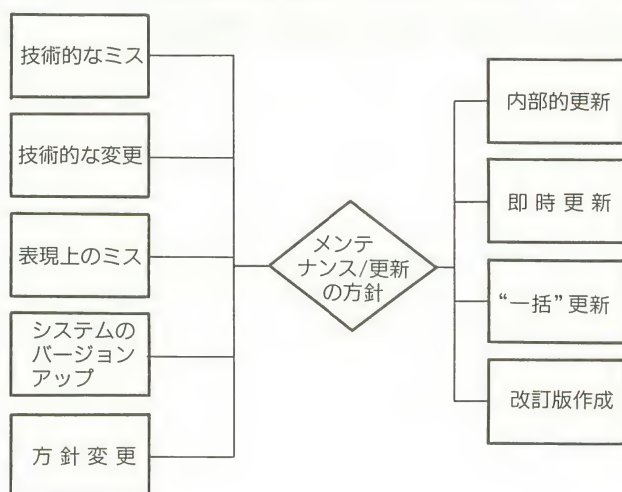 技術的なミス
技術的な変更
表現上のミス
システムの
バージョン
アップ
方針変更
メンテ
ナンス/更新
の方針
内部的更新
即時更新
“一括”更新
改訂版作成